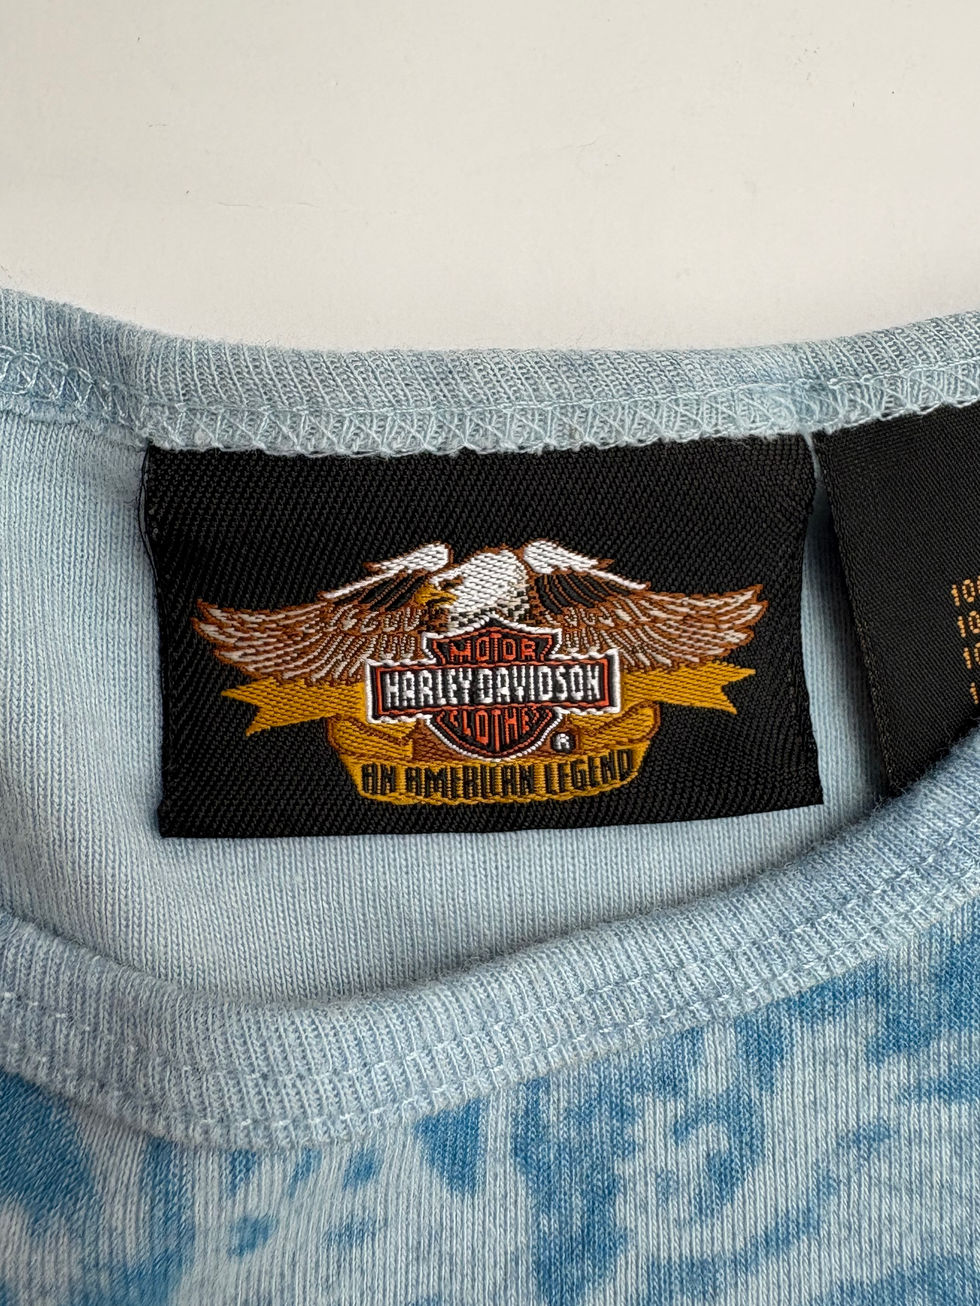 MOTOR
HARLEY-DAVIDSON
CLOTHES
®
AN AMERICAN LEGEND